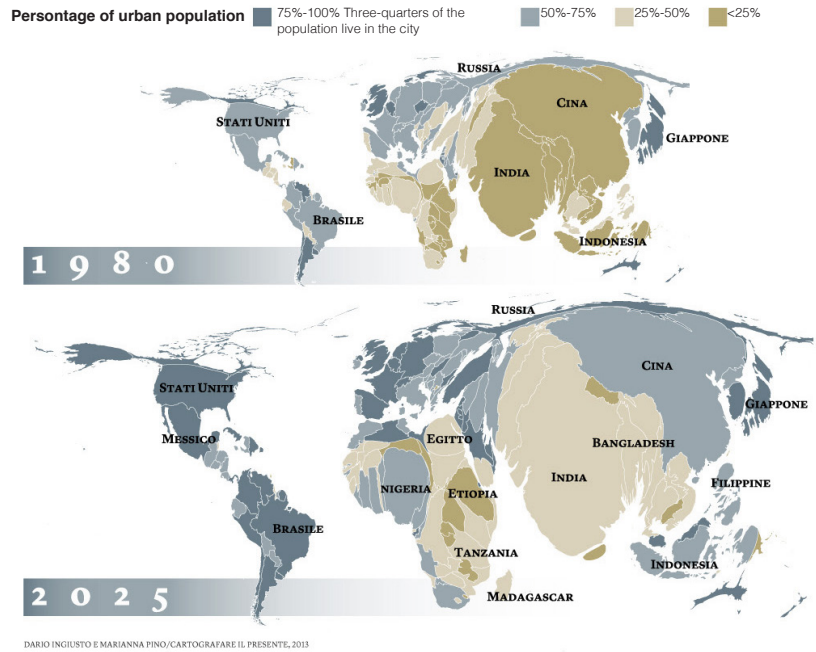 Persontage of urban population
75%-100% Three-quarters of the
population live in the city
50%-75%
25%-50%
<25%
RUSSIA
CINA
STATI UNITI
GIAPPONE
INDIA
BRASILE
INDONESIA
1980
RUSSIA
CINA
STATI UNITI
GIAPPONE
MESSICO
EGITTO
BANGLADESH
INDIA
FILIPPINE
NIGERIA
ETIOPIA
BRASILE
TANZANIA
INDONESIA
MADAGASCAR
2025
DARIO INGIUSTO E MARIANNA PINO/CARTOGRAFARE IL PRESENTE, 2013